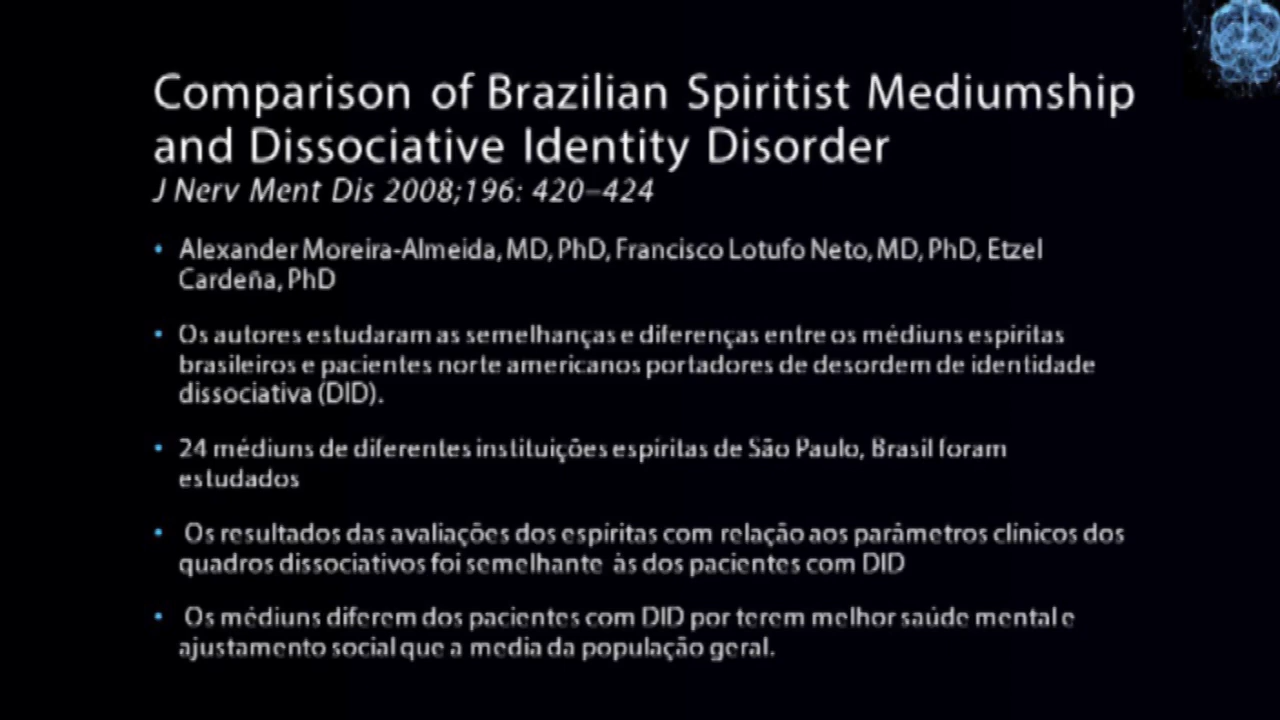 Comparison of Brazilian Spiritist Mediumship
and Dissociative Identity Disorder
J Nerv Ment Dis 2008;196: 420–424
• Alexander Moreira-Almeida, MD, PhD, Francisco Lotufo Neto, MD, PhD, Etzel
Cardeña, PhD
• Os autores estudaram as semelhanças e diferenças entre os médiuns espíritas
brasileiros e pacientes norte americanos portadores de desordem de identidade
dissociativa (DID).
• 24 médiuns de diferentes instituições espíritas de São Paulo, Brasil foram
estudados
• Os resultados das avaliações dos espíritas com relação aos parâmetros clínicos dos
quadros dissociativos foi semelhante às dos pacientes com DID
• Os médiuns diferem dos pacientes com DID por terem melhor saúde mental e
ajustamento social que a media da população geral.